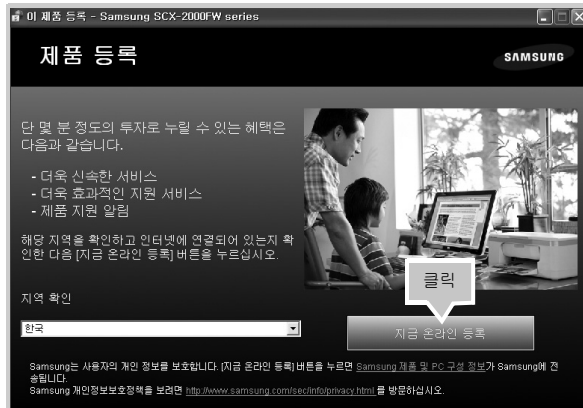 이 제품 등록 - Samsung SCX-2000FW series
제품 등록
SAMSUNG
단 몇 분 정도의 투자로 누릴 수 있는 혜택은
다음과 같습니다.
- 더욱 신속한 서비스
- 더욱 효과적인 지원 서비스
- 제품 지원 알림
해당 지역을 확인하고 인터넷에 연결되어 있는지 확
인한 다음 [지금 온라인 등록] 버튼을 누르십시오.
클릭
지역 확인
한국
지금 온라인 등록
Samsung는 사용자의 개인 정보를 보호합니다. [지금 온라인 등록] 버튼을 누르면 Samsung 제품 및 PC 구성 정보가 Samsung에 전
송됩니다.
Samsung 개인정보보호정책을 보려면 http://www.samsung.com/sec/info/privacy.html 를 방문하십시오.